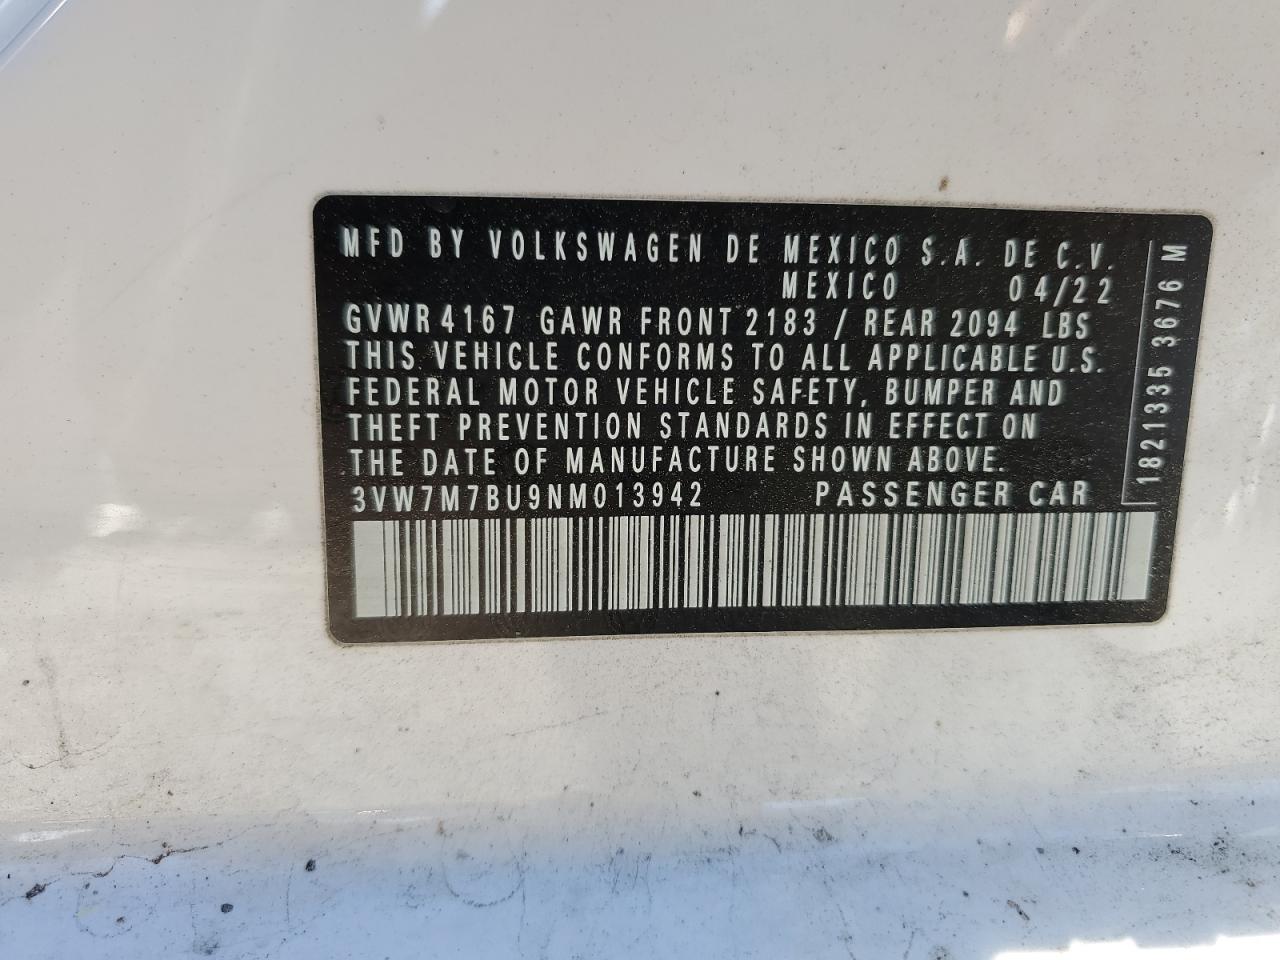 MFD BY VOLKSWAGEN DE MEXICO S.A. DE C.V.
MEXICO 04/22
GVWR 4167 GAWR FRONT 2183 / REAR 2094 LBS
THIS VEHICLE CONFORMS TO ALL APPLICABLE U.S.
FEDERAL MOTOR VEHICLE SAFETY, BUMPER AND
THEFT PREVENTION STANDARDS IN EFFECT ON
THE DATE OF MANUFACTURE SHOWN ABOVE.
3VW7M7BU9NM013942 PASSENGER CAR
1821335 3676 M